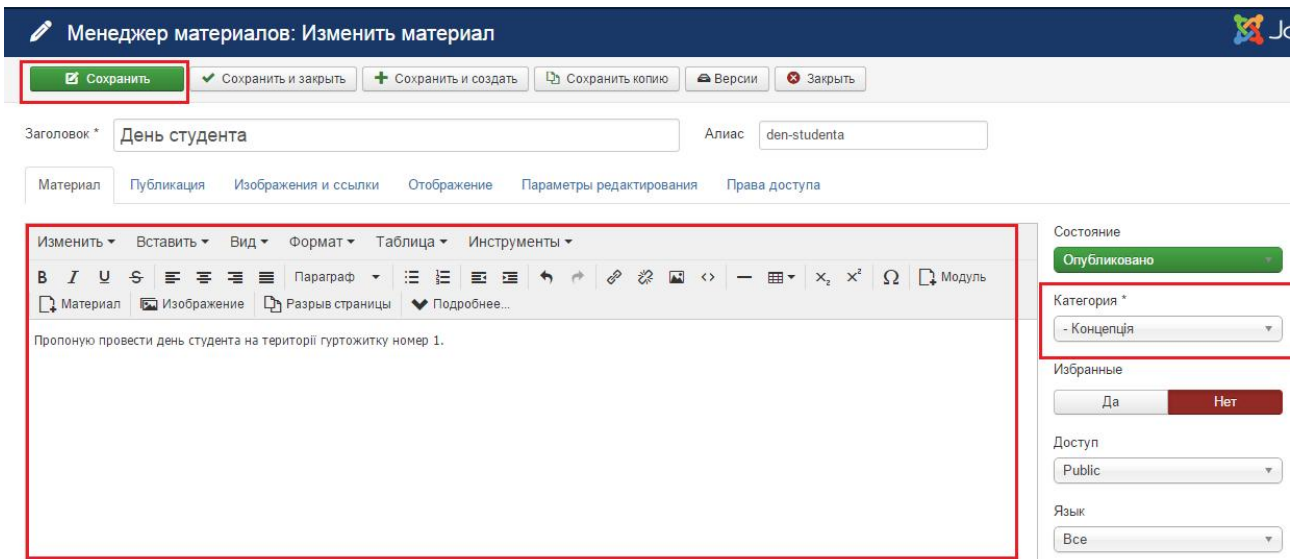 Менеджер материалов: Изменить материал
Jo
Сохранить Сохранить и закрыть Сохранить и создать Сохранить копию Версии Закрыть
Заголовок * День студента Алиас den-studenta
Материал Публикация Изображения и ссылки Отображение Параметры редактирования Права доступа
Изменить Вставить Вид Формат Таблица Инструменты
B I U S Параграф X₂ X² Ω Модуль
Материал Изображение Разрыв страницы Подробнее...
Пропоную провести день студента на території гуртожитку номер 1.
Состояние
Опубликовано
Категория *
- Концепція
Избранные
Да Нет
Доступ
Public
Язык
Все